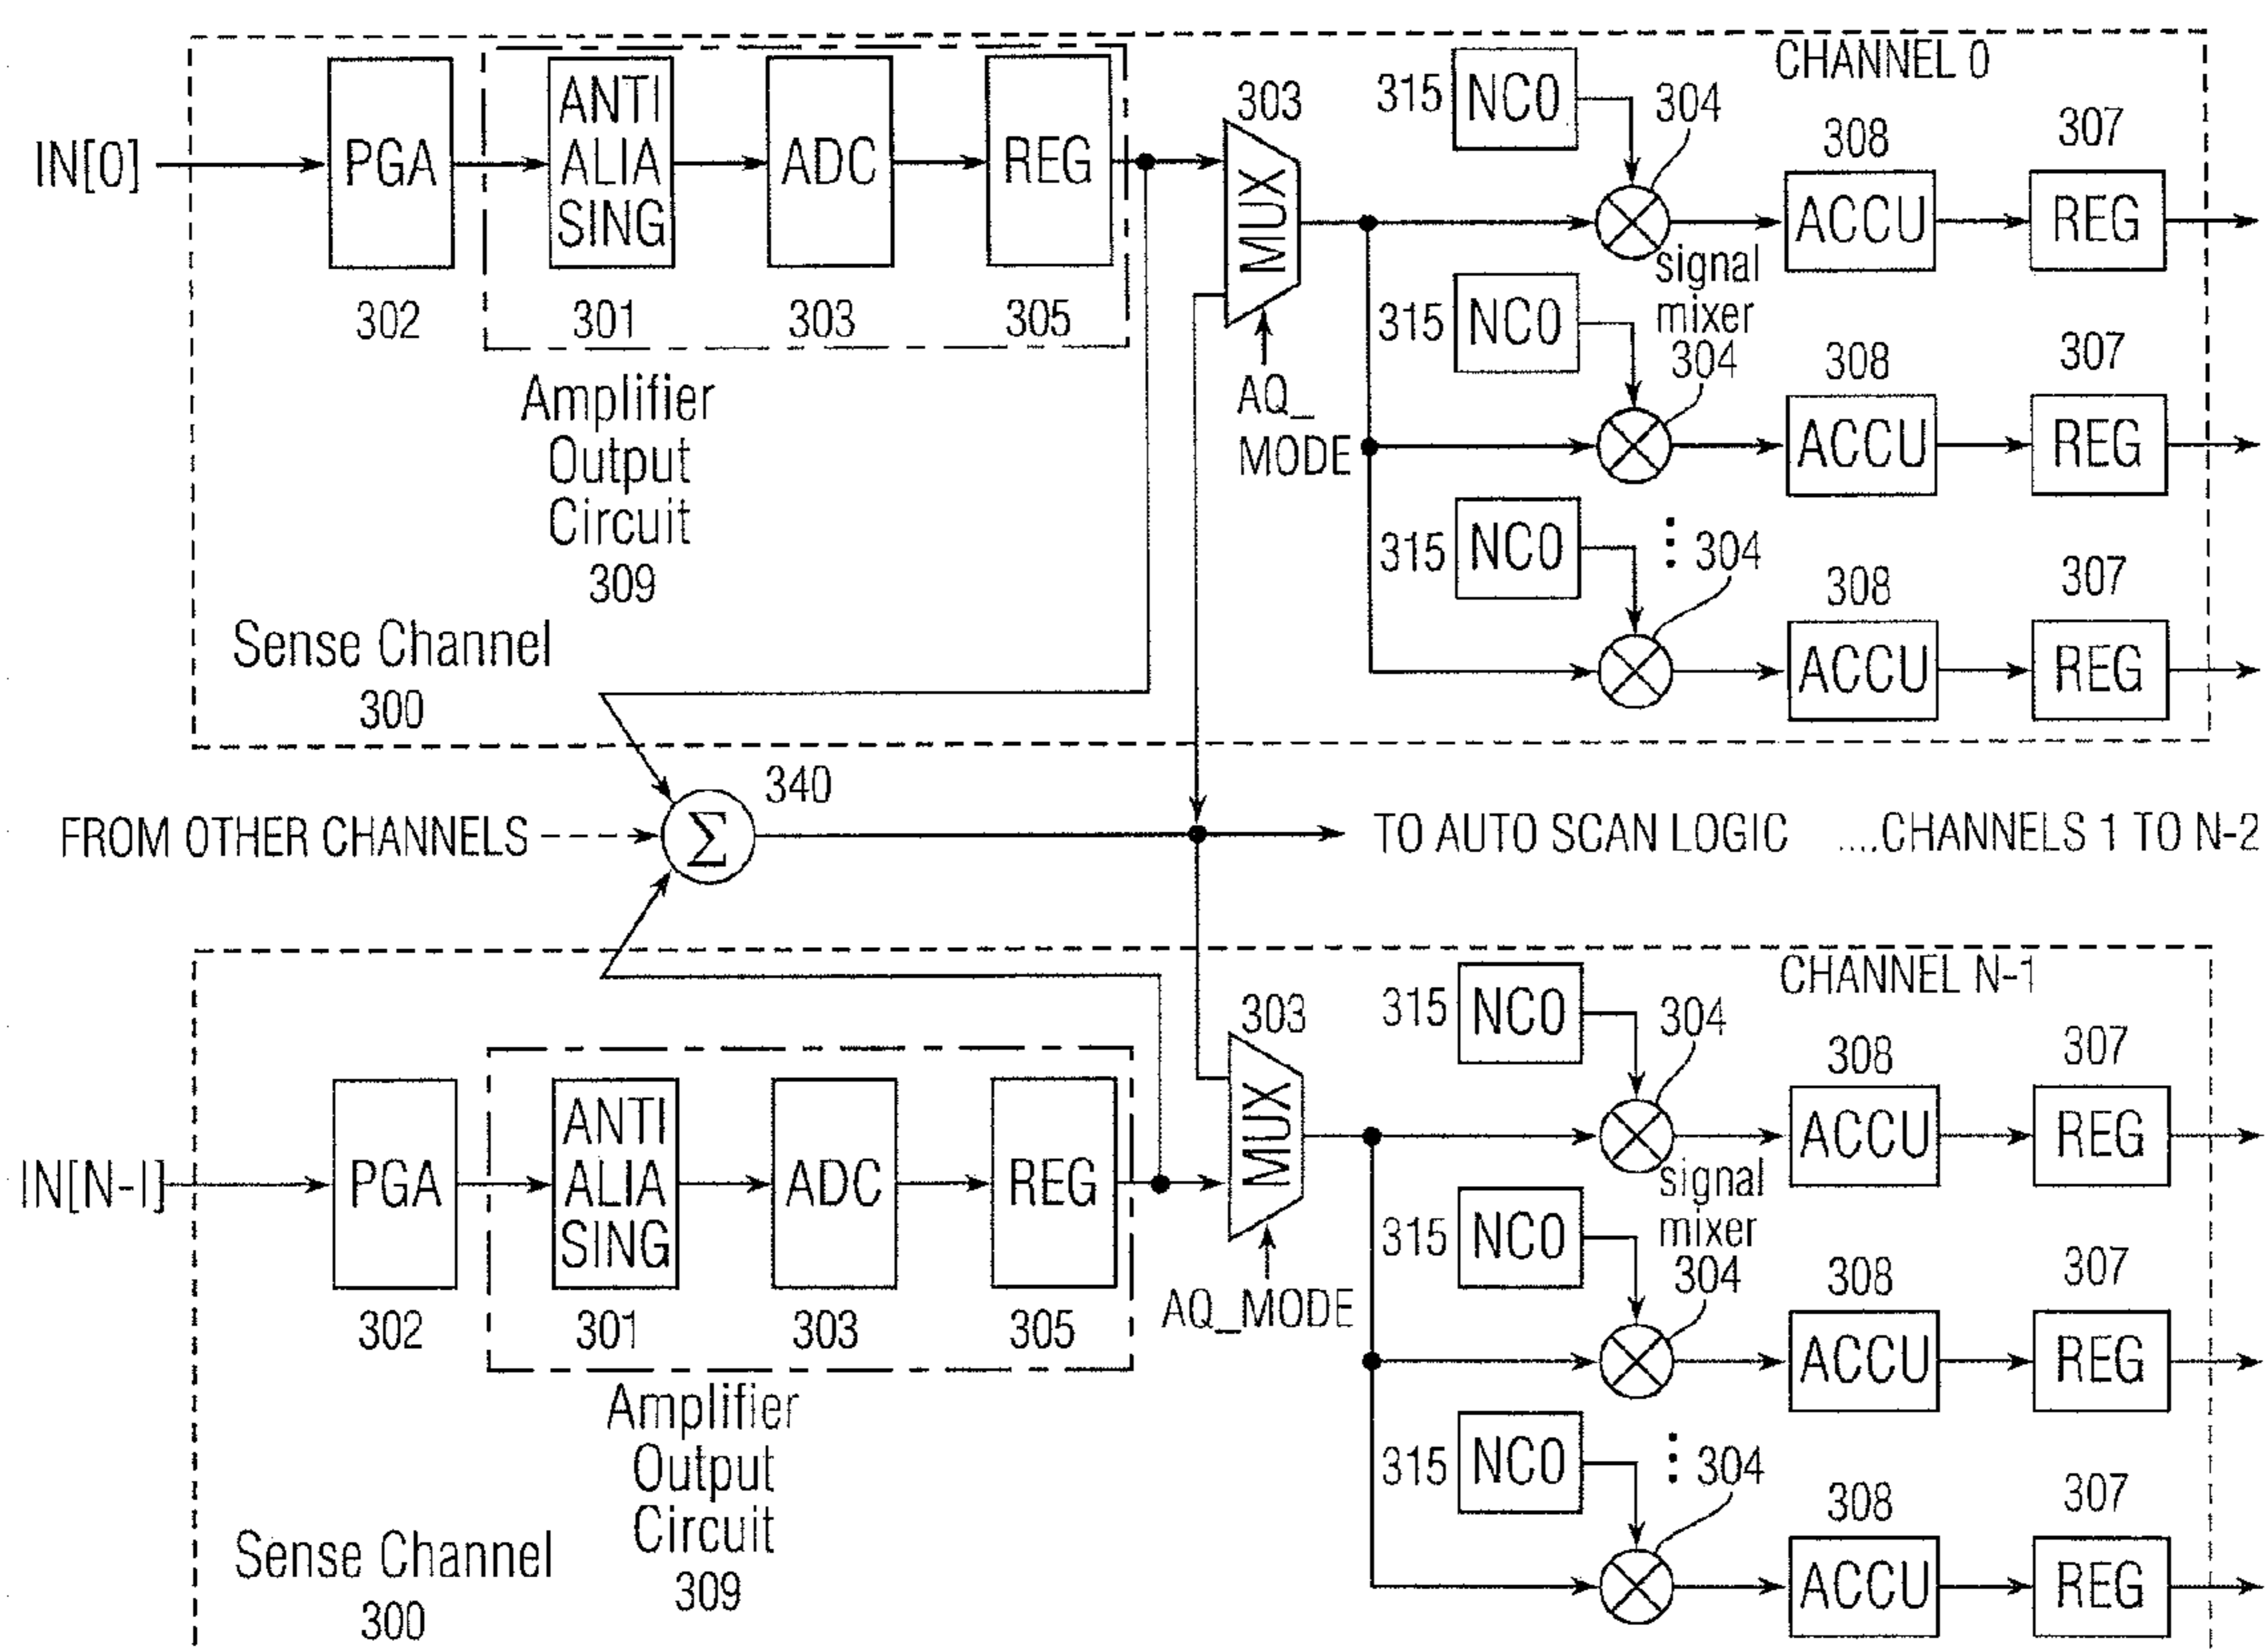 CHANNEL 0
IN[0]
PGA
302
ANTI
ALIA
SING
301
ADC
303
REG
305
Amplifier
Output
Circuit
309
Sense Channel
300
303
MUX
AQ_
MODE
315 NCO
304
308
ACCU
307
REG
signal
mixer
315 NCO
304
308
ACCU
307
REG
315 NCO
304
308
ACCU
307
REG
340
FROM OTHER CHANNELS
Σ
TO AUTO SCAN LOGIC ....CHANNELS 1 TO N-2
CHANNEL N-1
IN[N-1]
PGA
302
ANTI
ALIA
SING
301
ADC
303
REG
305
Amplifier
Output
Circuit
309
Sense Channel
300
303
MUX
AQ_MODE
315 NCO
304
308
ACCU
307
REG
signal
mixer
315 NCO
304
308
ACCU
307
REG
315 NCO
304
308
ACCU
307
REG